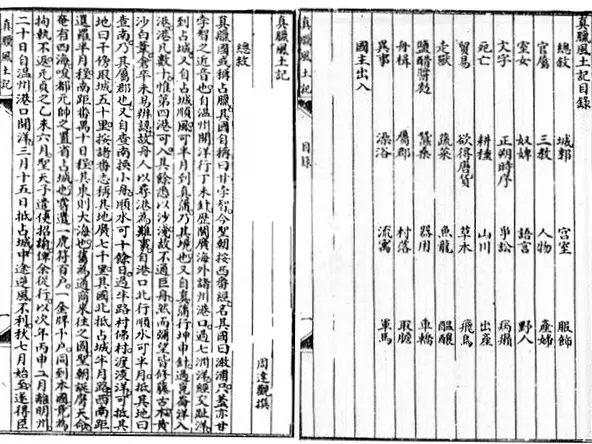 真臘風土記目錄
總敘 城郭 宮室 服飾
官屬 三教 人物 產婦
室女 奴婢 語言 野人
文字 正朔時序 爭訟 病癩
死亡 耕種 山川 出產
貿易 欲得唐貨 草木 飛鳥
走獸 蔬菜 魚龍 醞釀
鹽醋醬麪 蠶桑 器用 車轎
舟楫 屬郡 村落 取膽
異事 澡浴 流寓 軍馬
國主出入
真臘風土記 目錄
真臘風土記
總敘
周達觀撰
真臘國或稱占臘其國自稱曰甘孛智今聖朝按西番經名其國曰澉浦只蓋亦甘
孛智之近音也自溫州開洋行丁未針歷閩廣海外諸州港口過七洲洋經交趾洋
到占城又自占城順風可半月到真蒲乃其境也又自真蒲行坤申針過崑崙洋入
港港凡數十惟第四港可入其餘悉以沙淺故不通巨舟然而彌望皆修藤古木黃
沙白葦倉卒未易辨認故舟人以尋港為難事自港口北行順水可半月抵其地曰
查南乃其屬郡也又自查南換小舟順水可十餘日過半路村佛村渡淡洋可抵其
地曰干傍取城五十里按諸番志稱其地廣七千里其國北抵占城半月路西南距
暹羅半月程南距番禺十日程其東則大海也舊為通商來往之國聖朝誕膺天命
奄有四海唆都元帥之置省占城也嘗遣一虎符百戶一金牌千戶同到本國竟為
拘執不返元貞之乙未六月聖天子遣使招諭俾余從行以次年丙申二月離明州
二十日自溫州港口開洋三月十五日抵占城中途逆風不利秋七月始至遂得臣
真臘風土記